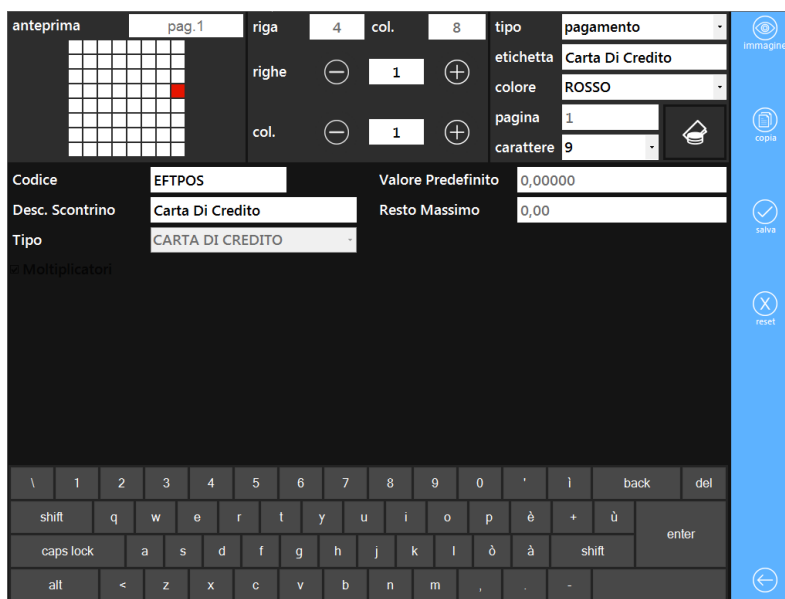 anteprima pag.1 riga 4 col. 8 tipo pagamento
immagine
etichetta Carta Di Credito
righe 1
colore ROSSO
pagina 1
col. 1
copia
carattere 9
Codice EFTPOS Valore Predefinito 0,00000
Desc. Scontrino Carta Di Credito Resto Massimo 0,00
salva
Tipo CARTA DI CREDITO
Moltiplicatori
reset
\ 1 2 3 4 5 6 7 8 9 0 ' ì back del
shift q w e r t y u i o p è + ù
enter
caps lock a s d f g h j k l ò à shift
alt < z x c v b n m , . -